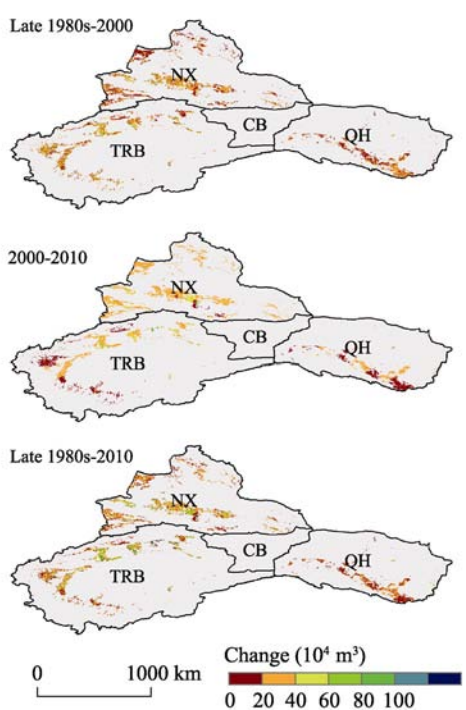 Late 1980s-2000
NX
CB
QH
TRB
2000-2010
NX
CB
QH
TRB
Late 1980s-2010
NX
CB
QH
TRB
0 1000 km
Change (10⁴ m³)
0 20 40 60 80 100